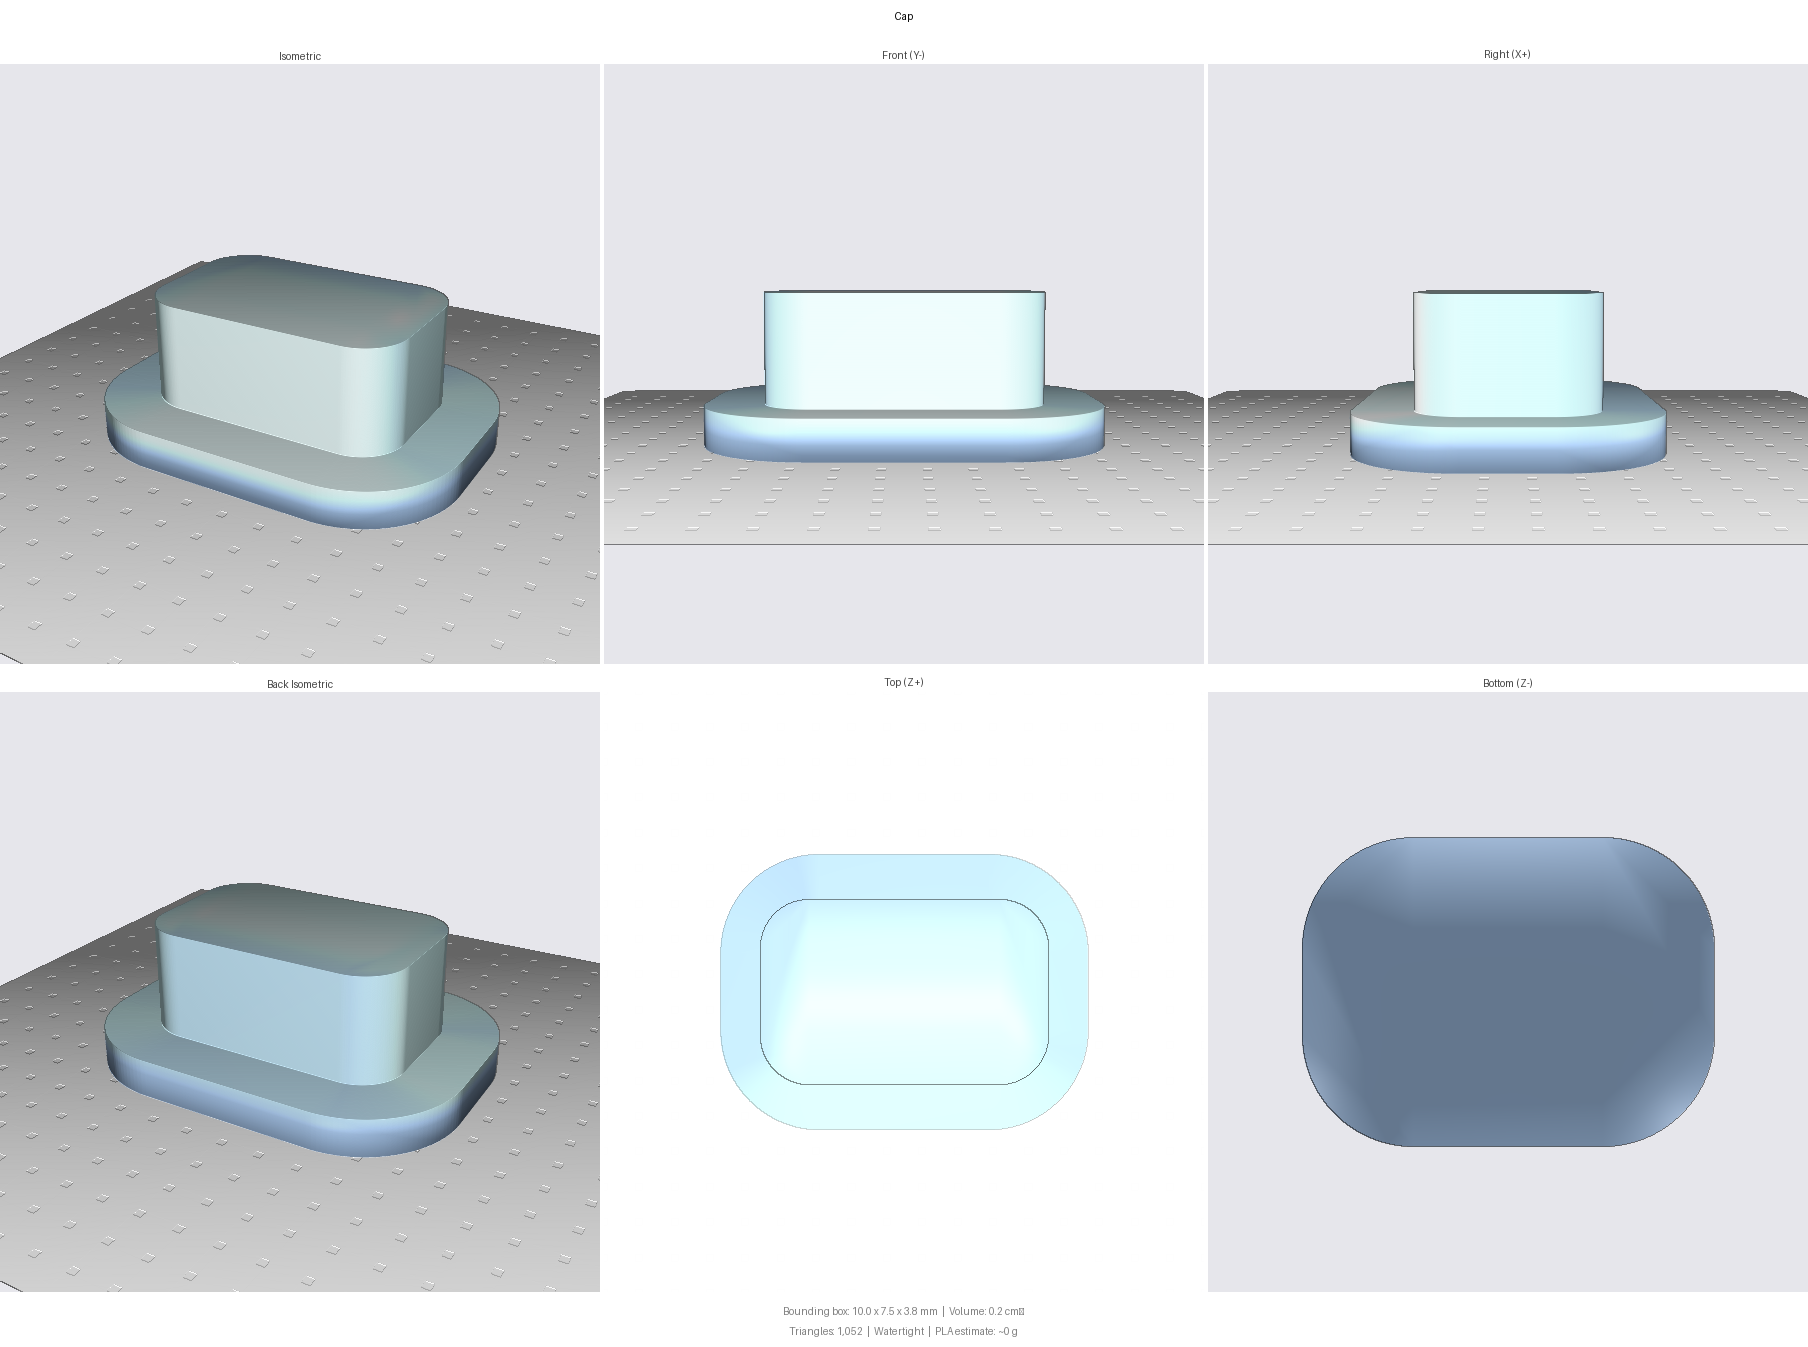 Cap
Isometric
Front (Y-)
Right (X+)
Back Isometric
Top (Z+)
Bottom (Z-)
Bounding box: 10.0 x 7.5 x 3.8 mm | Volume: 0.2 cm
Triangles: 1,052 | Watertight | PLA estimate: ~0 g